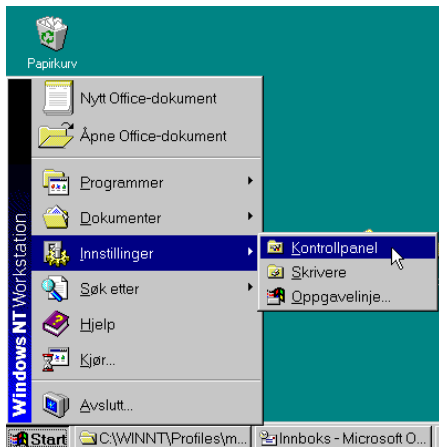 Papirkurv
Nytt Office-dokument
Åpne Office-dokument
Programmer
Dokumenter
Innstillinger
Søk etter
Hjelp
Kjør...
Avslutt...
Windows NT Workstation
Kontrollpanel
Skrivere
Oppgavelinje...
Start
C:\WINNT\Profiles\m...
Innboks - Microsoft O...